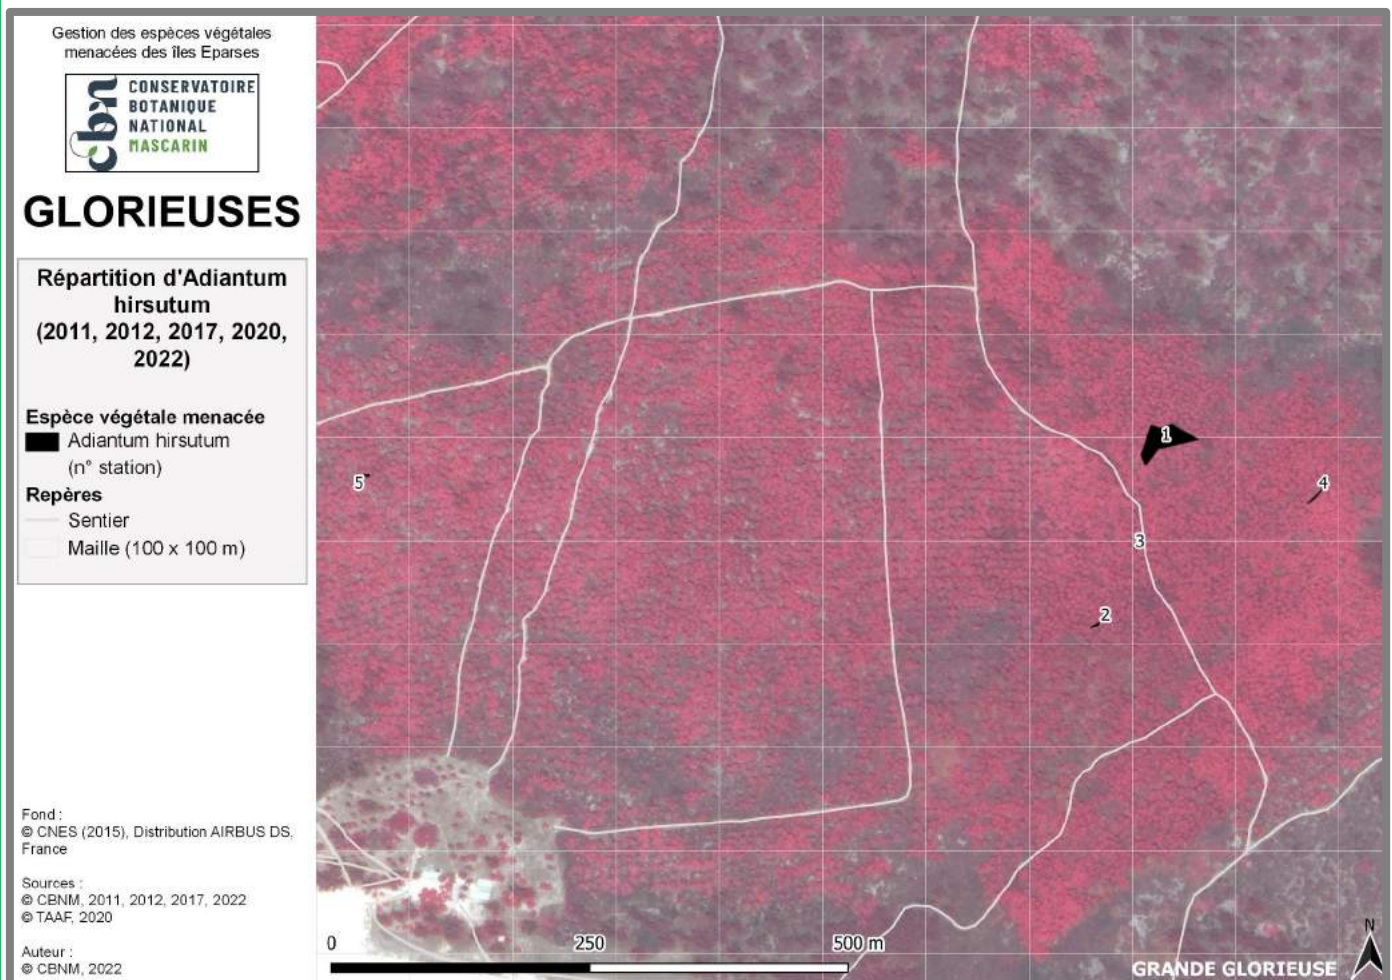 Gestion des espèces végétales
menacées des îles Eparses
cbn
CONSERVATOIRE
BOTANIQUE
NATIONAL
MASCARIN
GLORIEUSES
Répartition d'Adiantum
hirsutum
(2011, 2012, 2017, 2020,
2022)
Espèce végétale menacée
Adiantum hirsutum
(n° station)
Repères
Sentier
Maille (100 x 100 m)
Fond :
© CNES (2015), Distribution AIRBUS DS,
France
Sources :
© CBNM, 2011, 2012, 2017, 2022
© TAAF, 2020
Auteur :
© CBNM, 2022
1
5
4
3
2
0 250 500 m
N
GRANDE GLORIEUSE